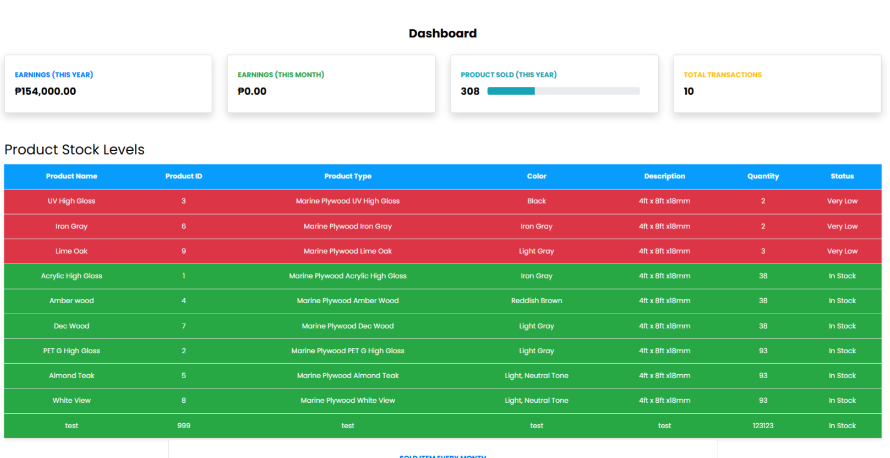 Dashboard
EARNINGS (THIS YEAR)
₱154,000.00
EARNINGS (THIS MONTH)
₱0.00
PRODUCT SOLD (THIS YEAR)
308
TOTAL TRANSACTIONS
10
Product Stock Levels
Product Name Product ID Product Type Color Description Quantity Status
UV High Gloss 3 Marine Plywood UV High Gloss Black 4ft x 8ft x18mm 2 Very Low
Iron Gray 6 Marine Plywood Iron Gray Iron Gray 4ft x 8ft x18mm 2 Very Low
Lime Oak 9 Marine Plywood Lime Oak Light Gray 4ft x 8ft x18mm 3 Very Low
Acrylic High Gloss 1 Marine Plywood Acrylic High Gloss Iron Gray 4ft x 8ft x18mm 38 In Stock
Amber wood 4 Marine Plywood Amber Wood Reddish Brown 4ft x 8ft x18mm 38 In Stock
Dec Wood 7 Marine Plywood Dec Wood Light Gray 4ft x 8ft x18mm 38 In Stock
PET G High Gloss 2 Marine Plywood PET G High Gloss Light Gray 4ft x 8ft x18mm 93 In Stock
Almond Teak 5 Marine Plywood Almond Teak Light, Neutral Tone 4ft x 8ft x18mm 93 In Stock
White View 8 Marine Plywood White View Light, Neutral Tone 4ft x 8ft x18mm 93 In Stock
test 999 test test test 123123 In Stock
SOLD ITEM EVERY MONTH